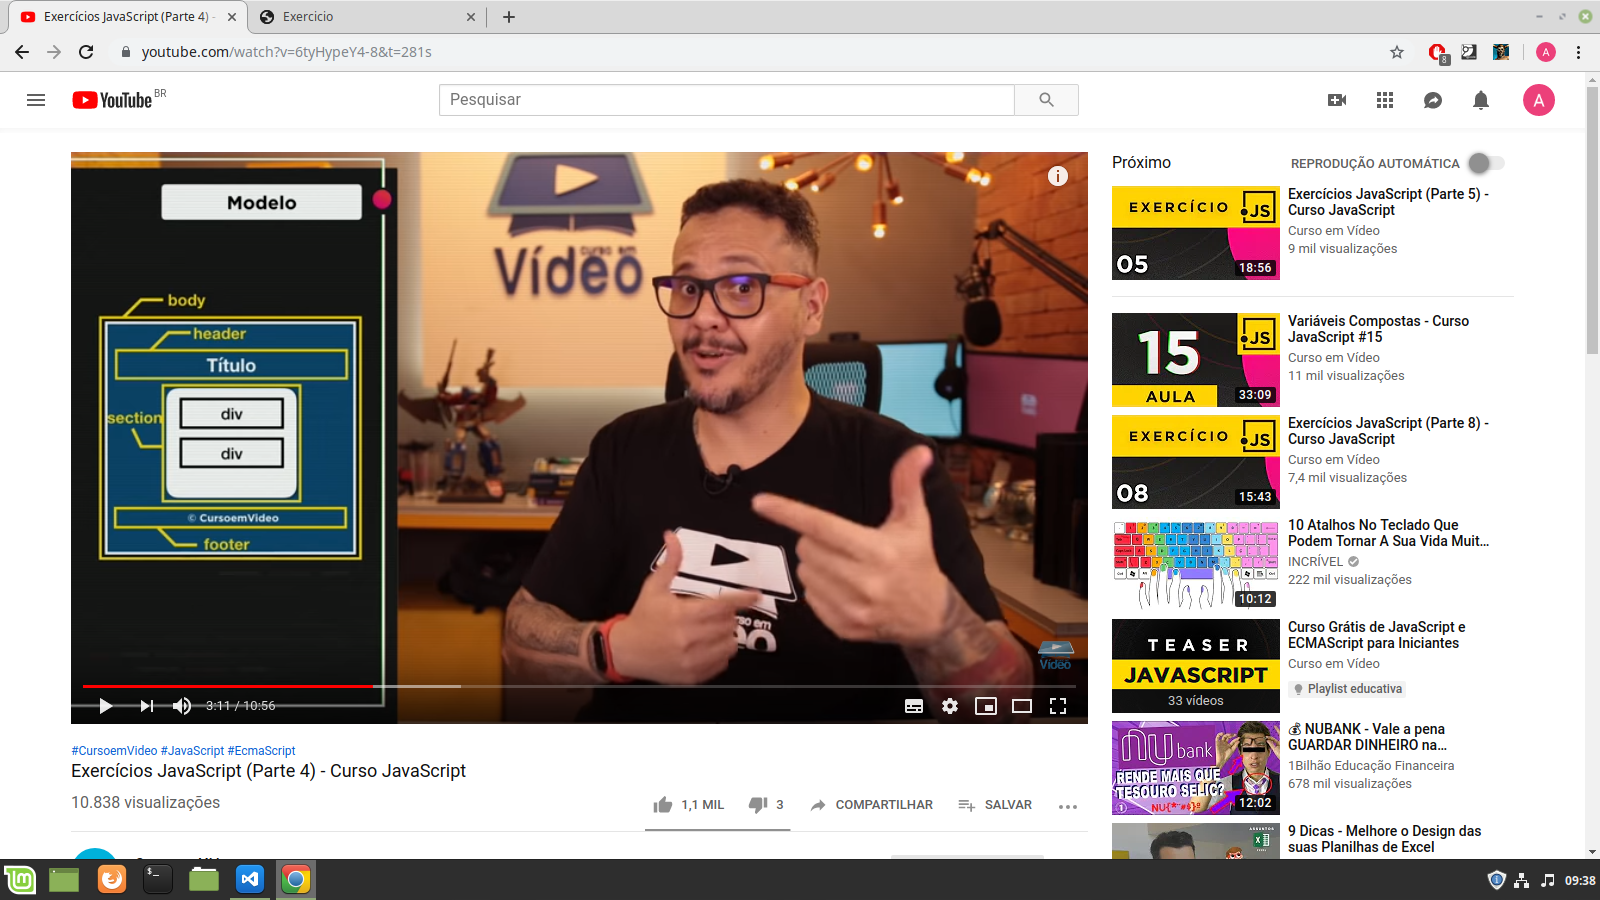 Exercícios JavaScript (Parte 4) -
Exercicio
youtube.com/watch?v=6tyHypeY4-8&t=281s
8
A
YouTube BR
Pesquisar
A
Modelo
body
header
Título
section
div
div
© CursoemVideo
footer
curso em
Vídeo
Vídeo
3:11 / 10:56
#CursoemVideo #JavaScript #EcmaScript
Exercícios JavaScript (Parte 4) - Curso JavaScript
10.838 visualizações
1,1 MIL
3
COMPARTILHAR
SALVAR
Próximo
REPRODUÇÃO AUTOMÁTICA
EXERCÍCIO
JS
05
18:56
Exercícios JavaScript (Parte 5) -
Curso JavaScript
Curso em Vídeo
9 mil visualizações
15
JS
AULA
33:09
Variáveis Compostas - Curso
JavaScript #15
Curso em Vídeo
11 mil visualizações
EXERCÍCIO
JS
08
15:43
Exercícios JavaScript (Parte 8) -
Curso JavaScript
Curso em Vídeo
7,4 mil visualizações
10:12
10 Atalhos No Teclado Que
Podem Tornar A Sua Vida Muit...
INCRÍVEL
222 mil visualizações
TEASER
JAVASCRIPT
33 vídeos
Curso Grátis de JavaScript e
ECMAScript para Iniciantes
Curso em Vídeo
Playlist educativa
nu bank
RENDE MAIS QUE
TESOURO SELIC?
12:02
💰 NUBANK - Vale a pena
GUARDAR DINHEIRO na...
1Bilhão Educação Financeira
678 mil visualizações
9 Dicas - Melhore o Design das
suas Planilhas de Excel
09:38